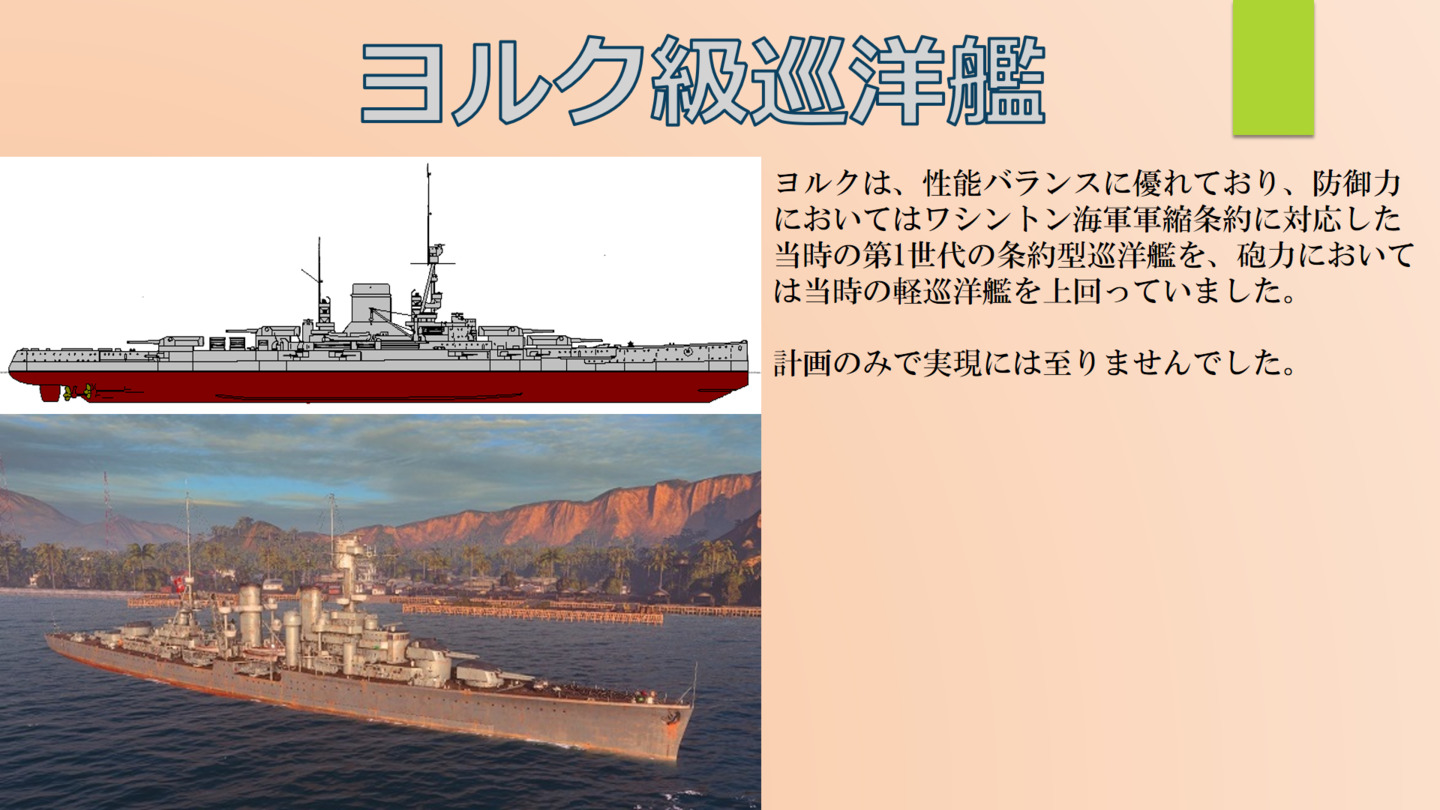 ヨルク級巡洋艦
ヨルクは、性能バランスに優れており、防御力
においてはワシントン海軍軍縮条約に対応した
当時の第1世代の条約型巡洋艦を、砲力において
は当時の軽巡洋艦を上回っていました。
計画のみで実現には至りませんでした。